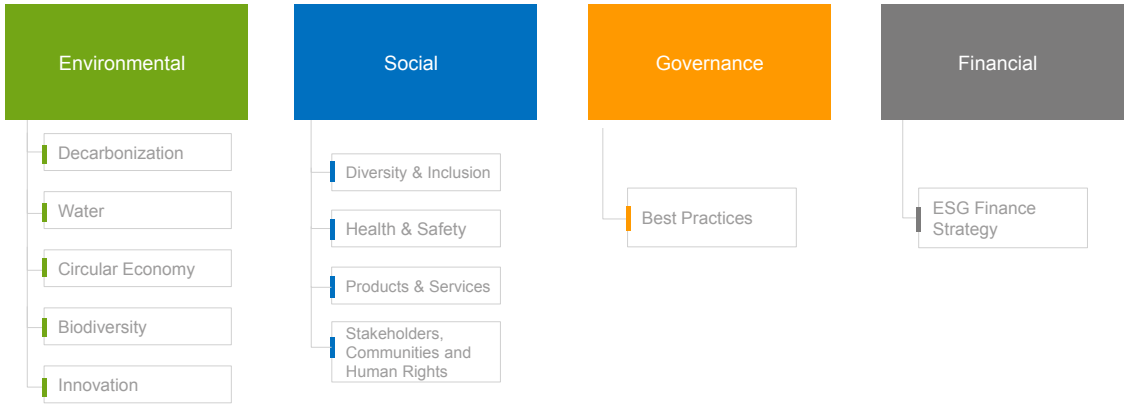 Environmental
Decarbonization
Water
Circular Economy
Biodiversity
Innovation
Social
Diversity & Inclusion
Health & Safety
Products & Services
Stakeholders,
Communities and
Human Rights
Governance
Best Practices
Financial
ESG Finance
Strategy